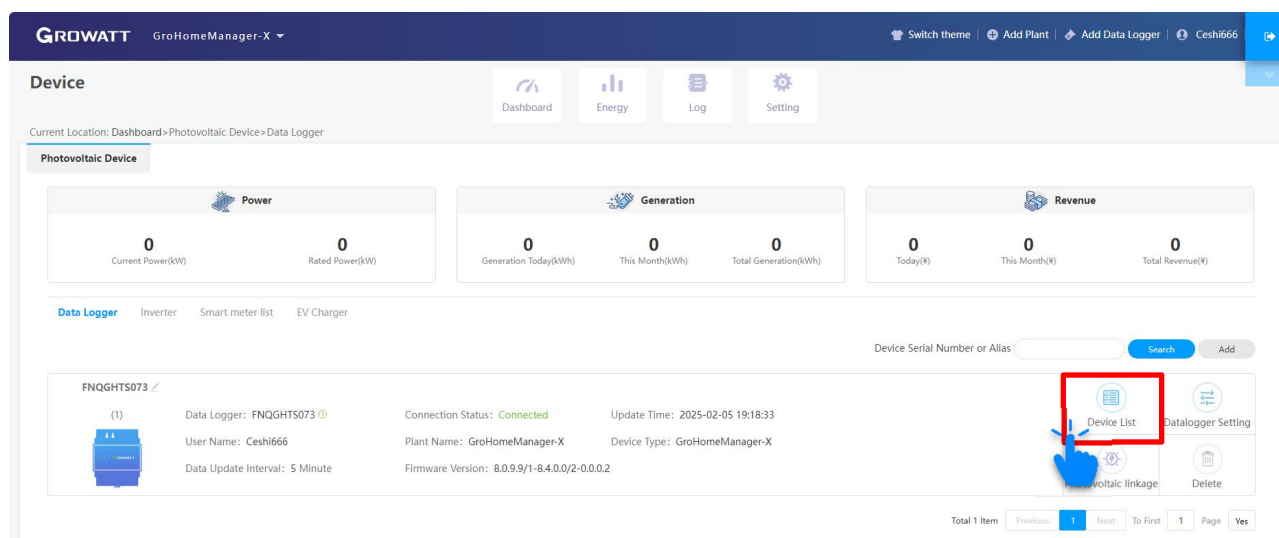 GROWATT GroHomeManager-X Switch theme | Add Plant | Add Data Logger | Ceshi666
Device
Dashboard Energy Log Setting
Current Location: Dashboard>Photovoltaic Device>Data Logger
Photovoltaic Device
Power Generation Revenue
0 0 0 0 0 0 0 0
Current Power(kW) Rated Power(kW) Generation Today(kWh) This Month(kWh) Total Generation(kWh) Today(¥) This Month(¥) Total Revenue(¥)
Data Logger Inverter Smart meter list EV Charger
Device Serial Number or Alias Search Add
FNQGHTS073
(1) Data Logger: FNQGHTS073 Connection Status: Connected Update Time: 2025-02-05 19:18:33 Device List Datalogger Setting
User Name: Ceshi666 Plant Name: GroHomeManager-X Device Type: GroHomeManager-X
GROWATT
Data Update Interval: 5 Minute Firmware Version: 8.0.9.9/1-8.4.0.0/2-0.0.0.2 linkage Delete
Total 1 Item Previous 1 Next To First 1 Page Yes